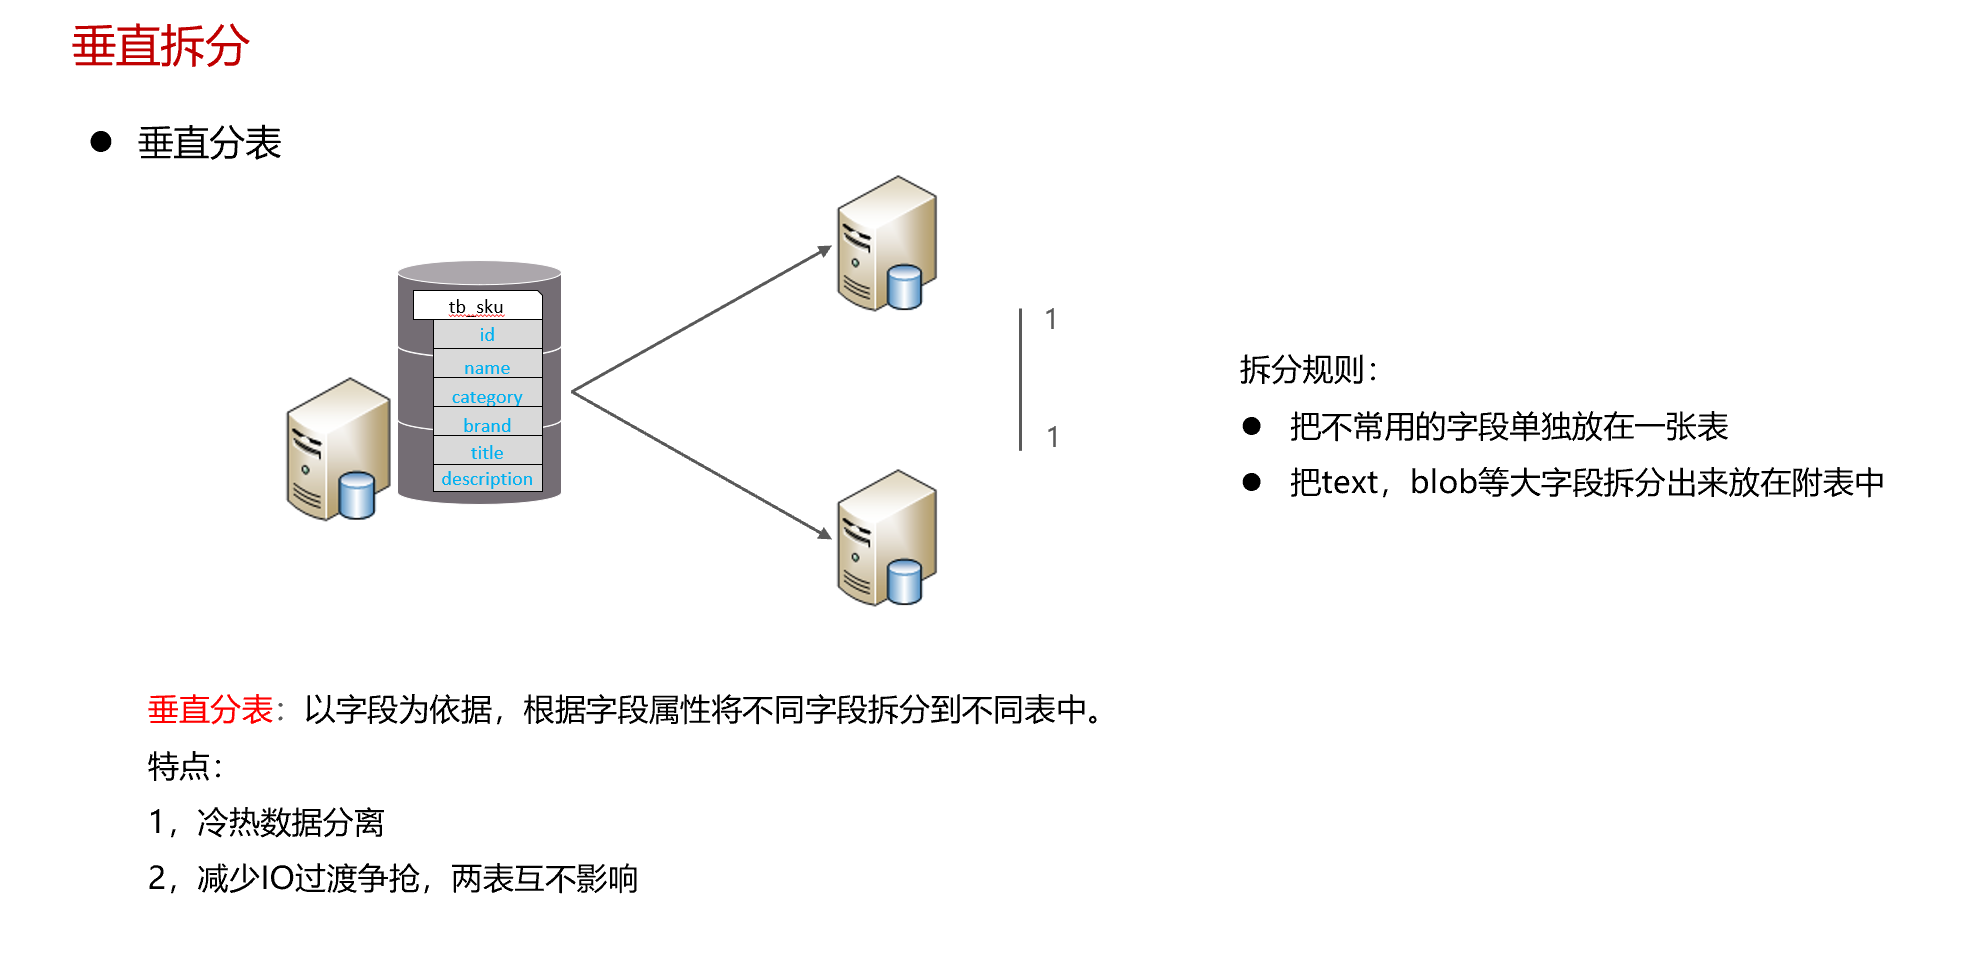 垂直拆分
● 垂直分表
tb_sku
id
name
category
brand
title
description
1
1
拆分规则：
● 把不常用的字段单独放在一张表
● 把text，blob等大字段拆分出来放在附表中
垂直分表：以字段为依据，根据字段属性将不同字段拆分到不同表中。
特点：
1，冷热数据分离
2，减少IO过渡争抢，两表互不影响